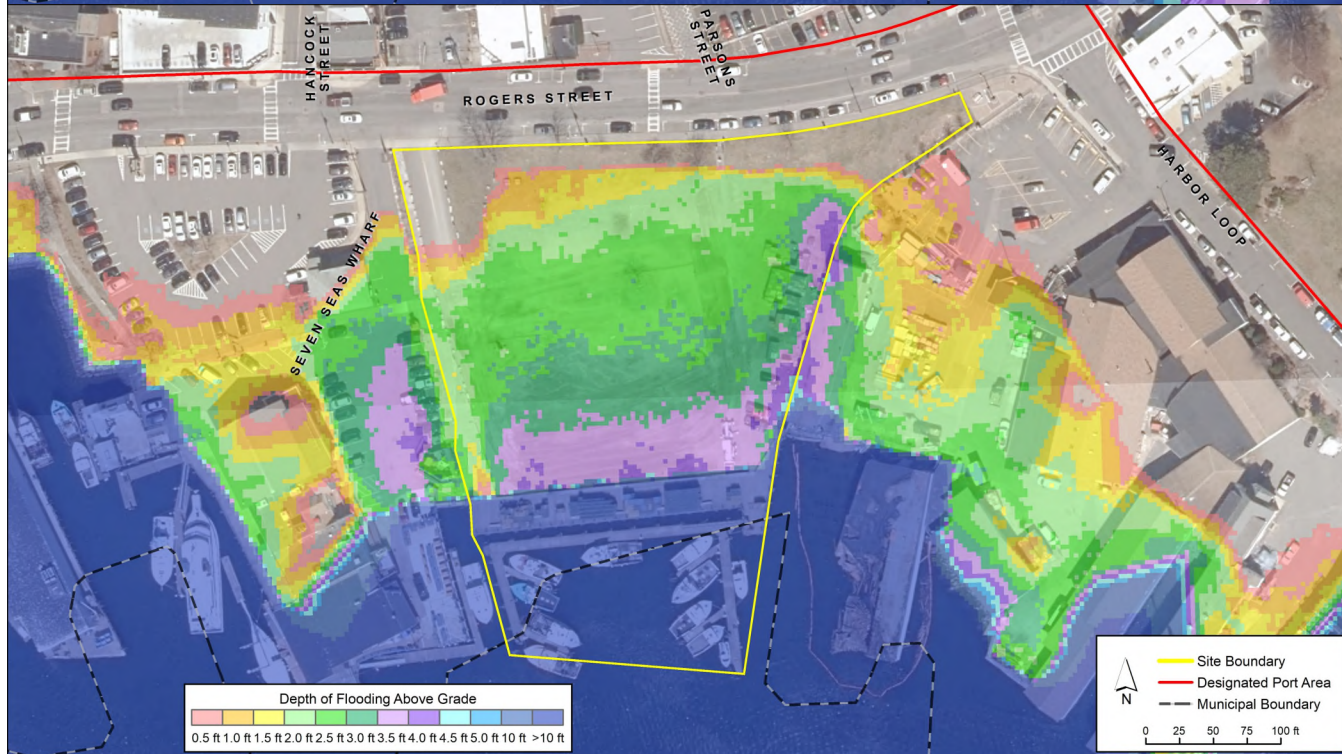 HANCOCK
STREET
PARSONS
STREET
ROGERS STREET
HARBOR LOOP
SEVEN SEAS WHARF
Depth of Flooding Above Grade
0.5 ft 1.0 ft 1.5 ft 2.0 ft 2.5 ft 3.0 ft 3.5 ft 4.0 ft 4.5 ft 5.0 ft 10 ft >10 ft
N
Site Boundary
Designated Port Area
Municipal Boundary
0 25 50 100 ft